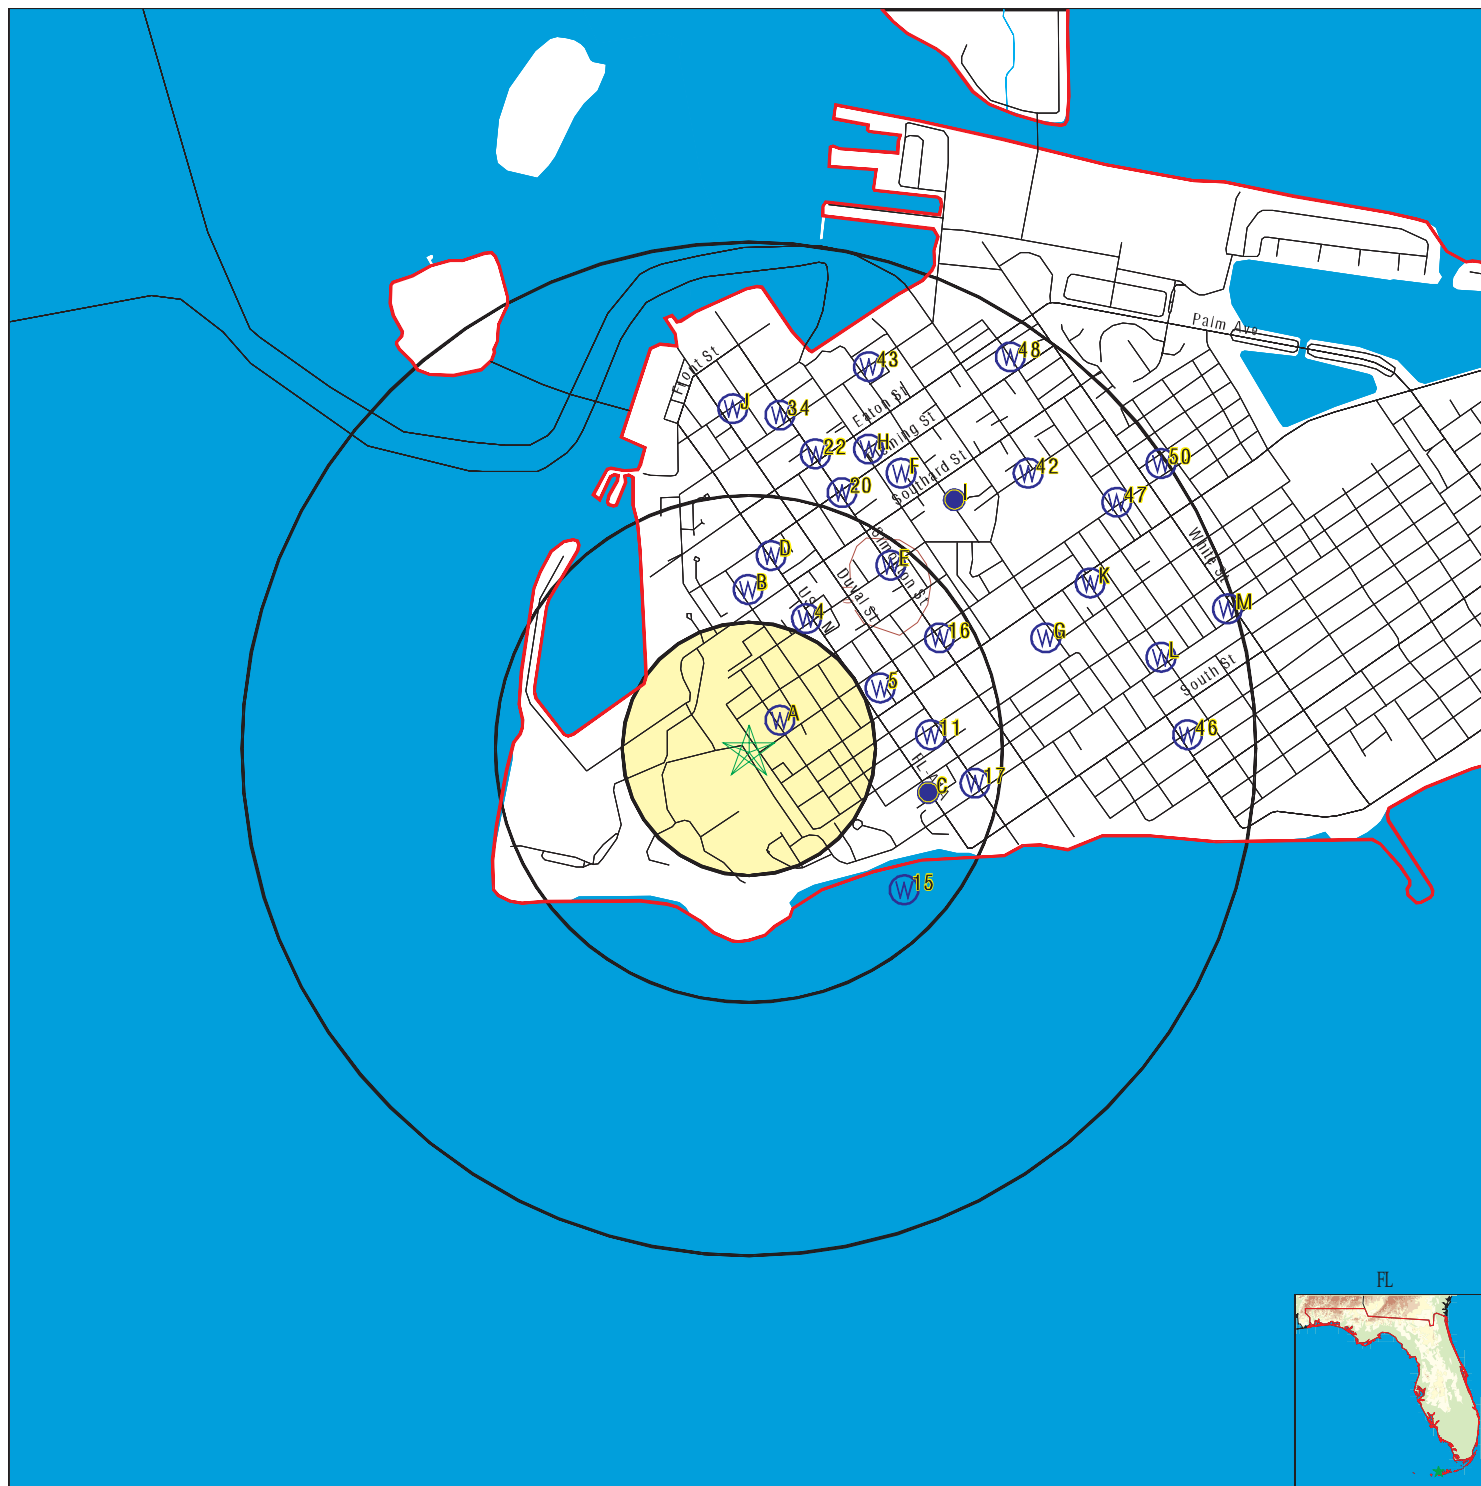 Palm Ave
Front St
W 43
W 48
W J
W 34
Eaton St
W H
Fleming St
W 22
W F
Southard St
W 42
W 50
W 20
I
W 47
White St
W D
W E
Simonton St
W B
Duval St
W K
W 4
W M
W 16
W G
W L
South St
W 5
W A
W 11
W 46
W 17
C
W 15
FL